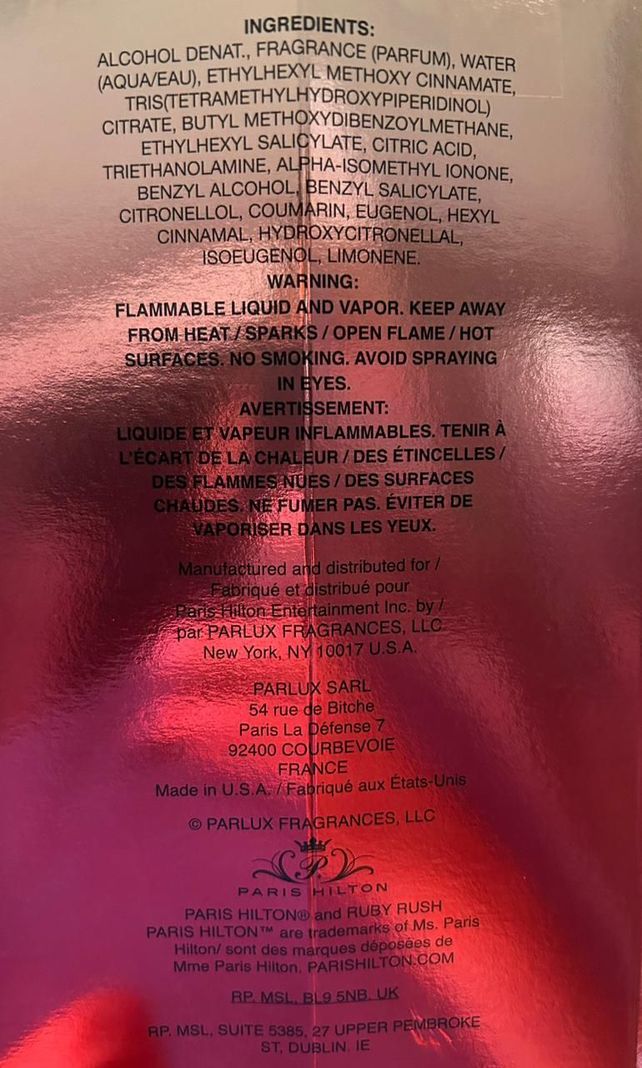 INGREDIENTS:
ALCOHOL DENAT., FRAGRANCE (PARFUM), WATER
(AQUA/EAU), ETHYLHEXYL METHOXY CINNAMATE,
TRIS(TETRAMETHYLHYDROXYPIPERIDINOL)
CITRATE, BUTYL METHOXYDIBENZOYLMETHANE,
ETHYLHEXYL SALICYLATE, CITRIC ACID,
TRIETHANOLAMINE, ALPHA-ISOMETHYL IONONE,
BENZYL ALCOHOL, BENZYL SALICYLATE,
CITRONELLOL, COUMARIN, EUGENOL, HEXYL
CINNAMAL, HYDROXYCITRONELLAL,
ISOEUGENOL, LIMONENE.
WARNING:
FLAMMABLE LIQUID AND VAPOR. KEEP AWAY
FROM HEAT / SPARKS / OPEN FLAME / HOT
SURFACES. NO SMOKING. AVOID SPRAYING
IN EYES.
AVERTISSEMENT:
LIQUIDE ET VAPEUR INFLAMMABLES. TENIR À
L'ÉCART DE LA CHALEUR / DES ÉTINCELLES /
DES FLAMMES NUES / DES SURFACES
CHAUDES. NE FUMER PAS. ÉVITER DE
VAPORISER DANS LES YEUX.
Manufactured and distributed for /
Fabriqué et distribué pour
Paris Hilton Entertainment Inc. by /
par PARLUX FRAGRANCES, LLC
New York, NY 10017 U.S.A.
PARLUX SARL
54 rue de Bitche
Paris La Défense 7
92400 COURBEVOIE
FRANCE
Made in U.S.A. / Fabriqué aux États-Unis
© PARLUX FRAGRANCES, LLC
P
PARIS HILTON
PARIS HILTON® and RUBY RUSH
PARIS HILTON™ are trademarks of Ms. Paris
Hilton/ sont des marques déposées de
Mme Paris Hilton. PARISHILTON.COM
RP. MSL, BL9 5NB. UK
RP. MSL, SUITE 5385, 27 UPPER PEMBROKE
ST, DUBLIN. IE